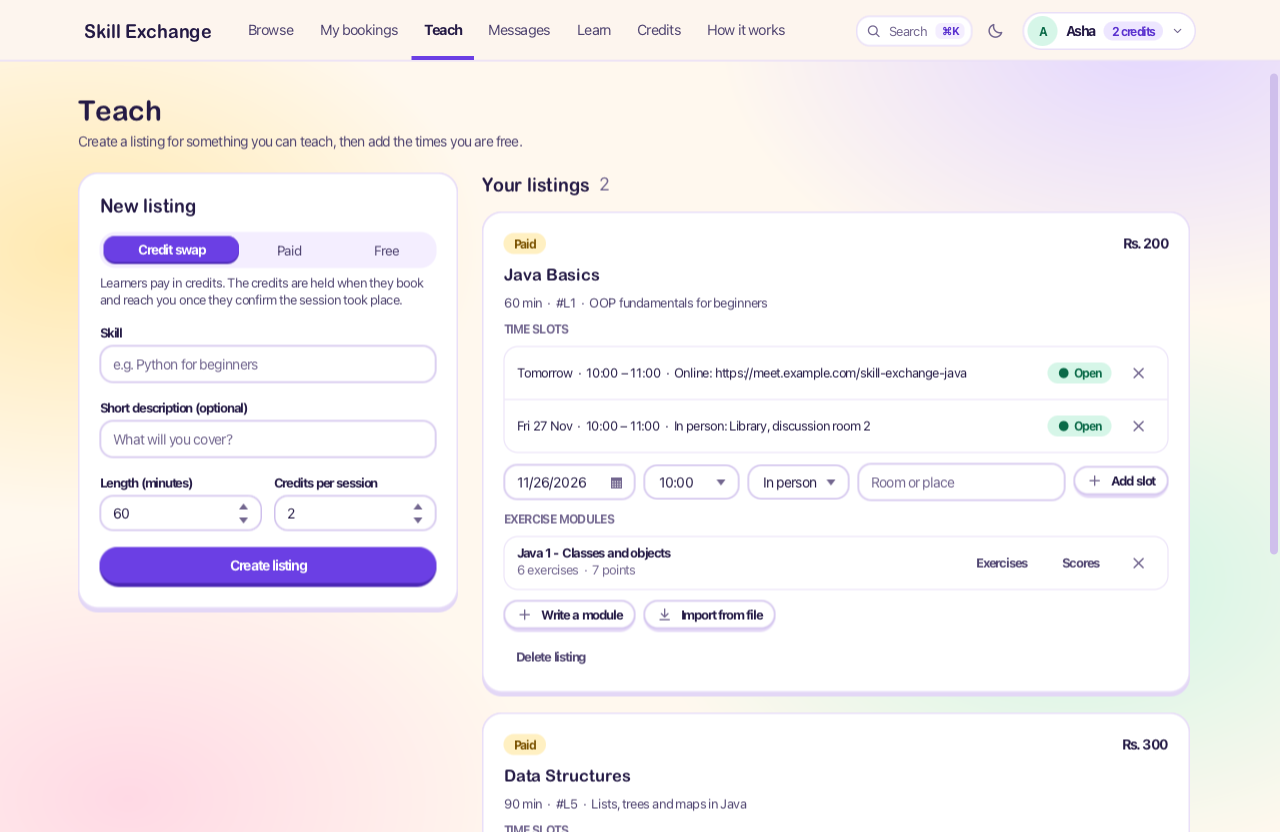 Skill Exchange Browse My bookings Teach Messages Learn Credits How it works Search ⌘K A Asha 2 credits
Teach
Create a listing for something you can teach, then add the times you are free.
New listing
Credit swap Paid Free
Learners pay in credits. The credits are held when they book
and reach you once they confirm the session took place.
Skill
e.g. Python for beginners
Short description (optional)
What will you cover?
Length (minutes) Credits per session
60 2
Create listing
Your listings 2
Paid Rs. 200
Java Basics
60 min · #L1 · OOP fundamentals for beginners
TIME SLOTS
Tomorrow · 10:00 – 11:00 · Online: https://meet.example.com/skill-exchange-java Open
Fri 27 Nov · 10:00 – 11:00 · In person: Library, discussion room 2 Open
11/26/2026 10:00 In person Room or place Add slot
EXERCISE MODULES
Java 1 - Classes and objects
6 exercises · 7 points Exercises Scores
Write a module Import from file
Delete listing
Paid Rs. 300
Data Structures
90 min · #L5 · Lists, trees and maps in Java
TIME SLOTS